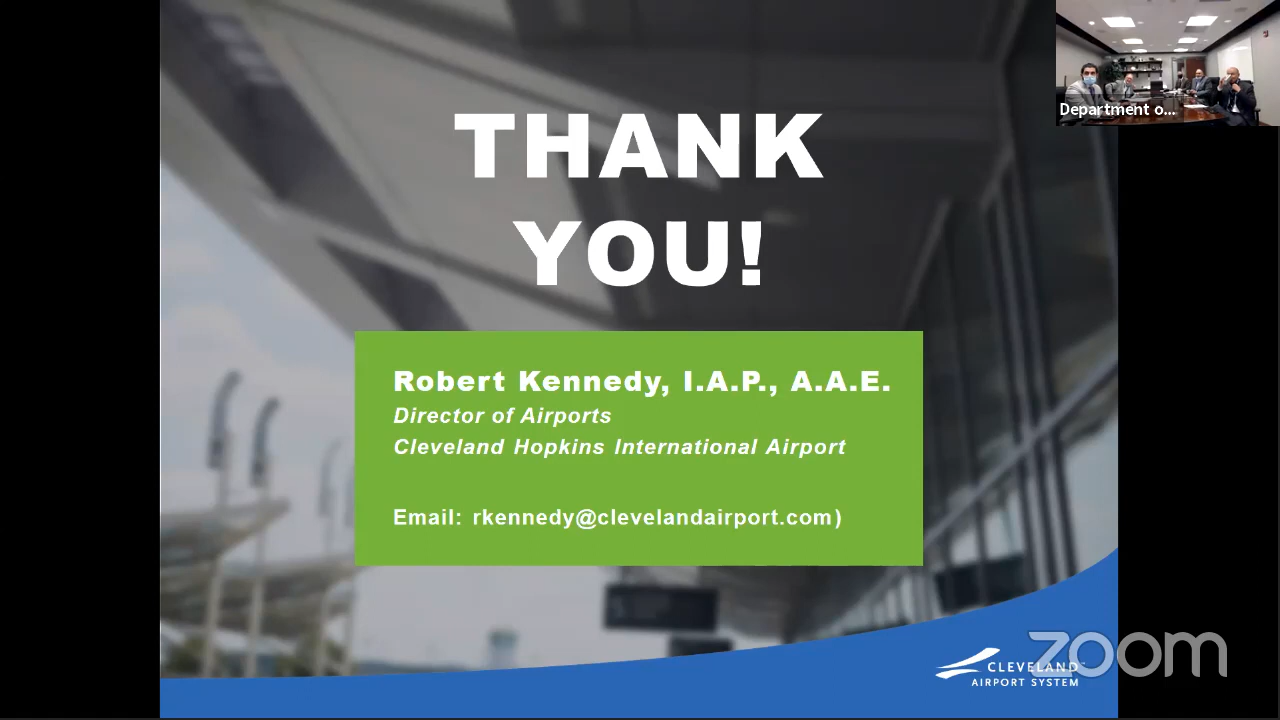 Department o...
THANK
YOU!
Robert Kennedy, I.A.P., A.A.E.
Director of Airports
Cleveland Hopkins International Airport
Email: rkennedy@clevelandairport.com)
CLEVELAND
AIRPORT SYSTEM
zoom